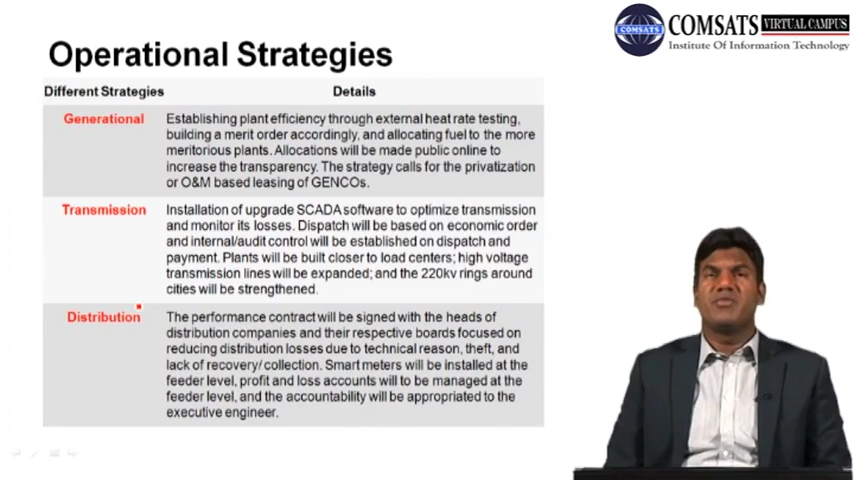 Operational Strategies
COMSATS VIRTUAL CAMPUS
Institute Of Information Technology
COMSATS
Different Strategies Details
Generational
Establishing plant efficiency through external heat rate testing,
building a merit order accordingly, and allocating fuel to the more
meritorious plants. Allocations will be made public online to
increase the transparency. The strategy calls for the privatization
or O&M based leasing of GENCOs.
Transmission
Installation of upgrade SCADA software to optimize transmission
and monitor its losses. Dispatch will be based on economic order
and internal/audit control will be established on dispatch and
payment. Plants will be built closer to load centers; high voltage
transmission lines will be expanded; and the 220kv rings around
cities will be strengthened.
Distribution
The performance contract will be signed with the heads of
distribution companies and their respective boards focused on
reducing distribution losses due to technical reason, theft, and
lack of recovery/ collection. Smart meters will be installed at the
feeder level, profit and loss accounts will to be managed at the
feeder level, and the accountability will be appropriated to the
executive engineer.